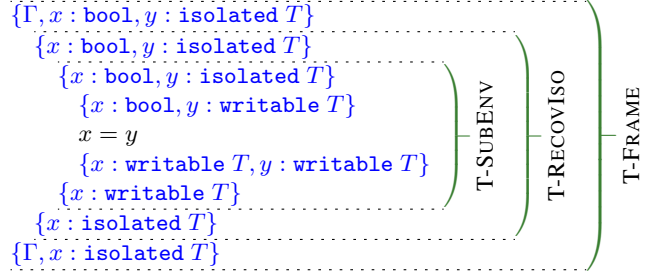 {Γ, x : bool, y : isolated T}
{x : bool, y : isolated T}
{x : bool, y : isolated T}
{x : bool, y : writable T}
x = y
{x : writable T, y : writable T}
{x : writable T}
{x : isolated T}
{Γ, x : isolated T}
T-SUBENV
T-RECOVISO
T-FRAME